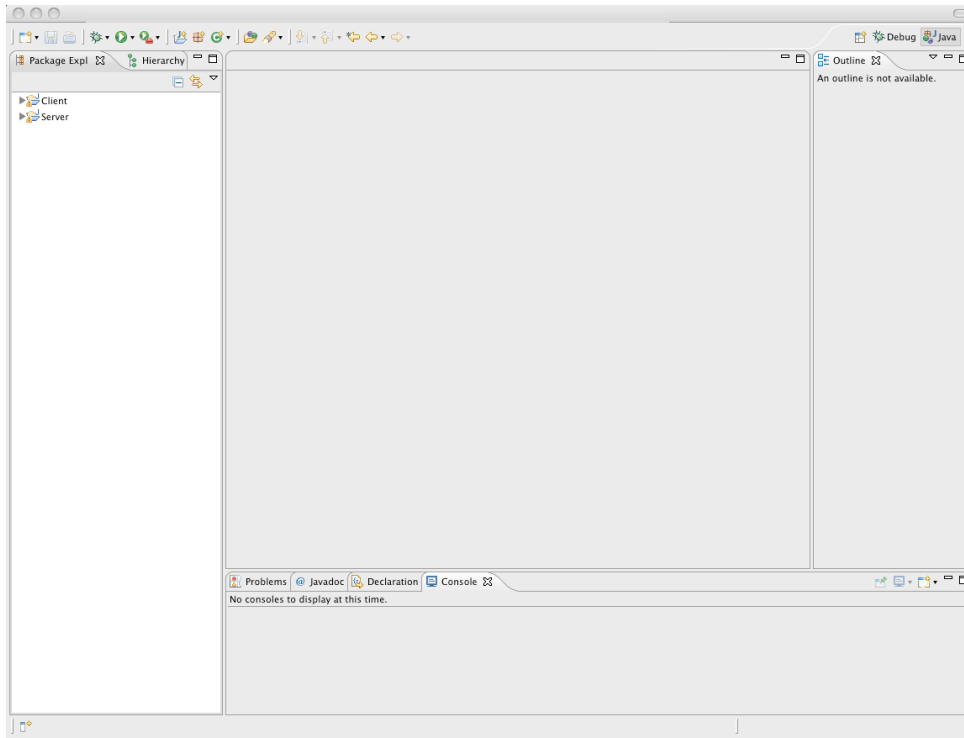 Debug Java
Package Expl Hierarchy
Outline
An outline is not available.
Client
Server
Problems @ Javadoc Declaration Console
No consoles to display at this time.